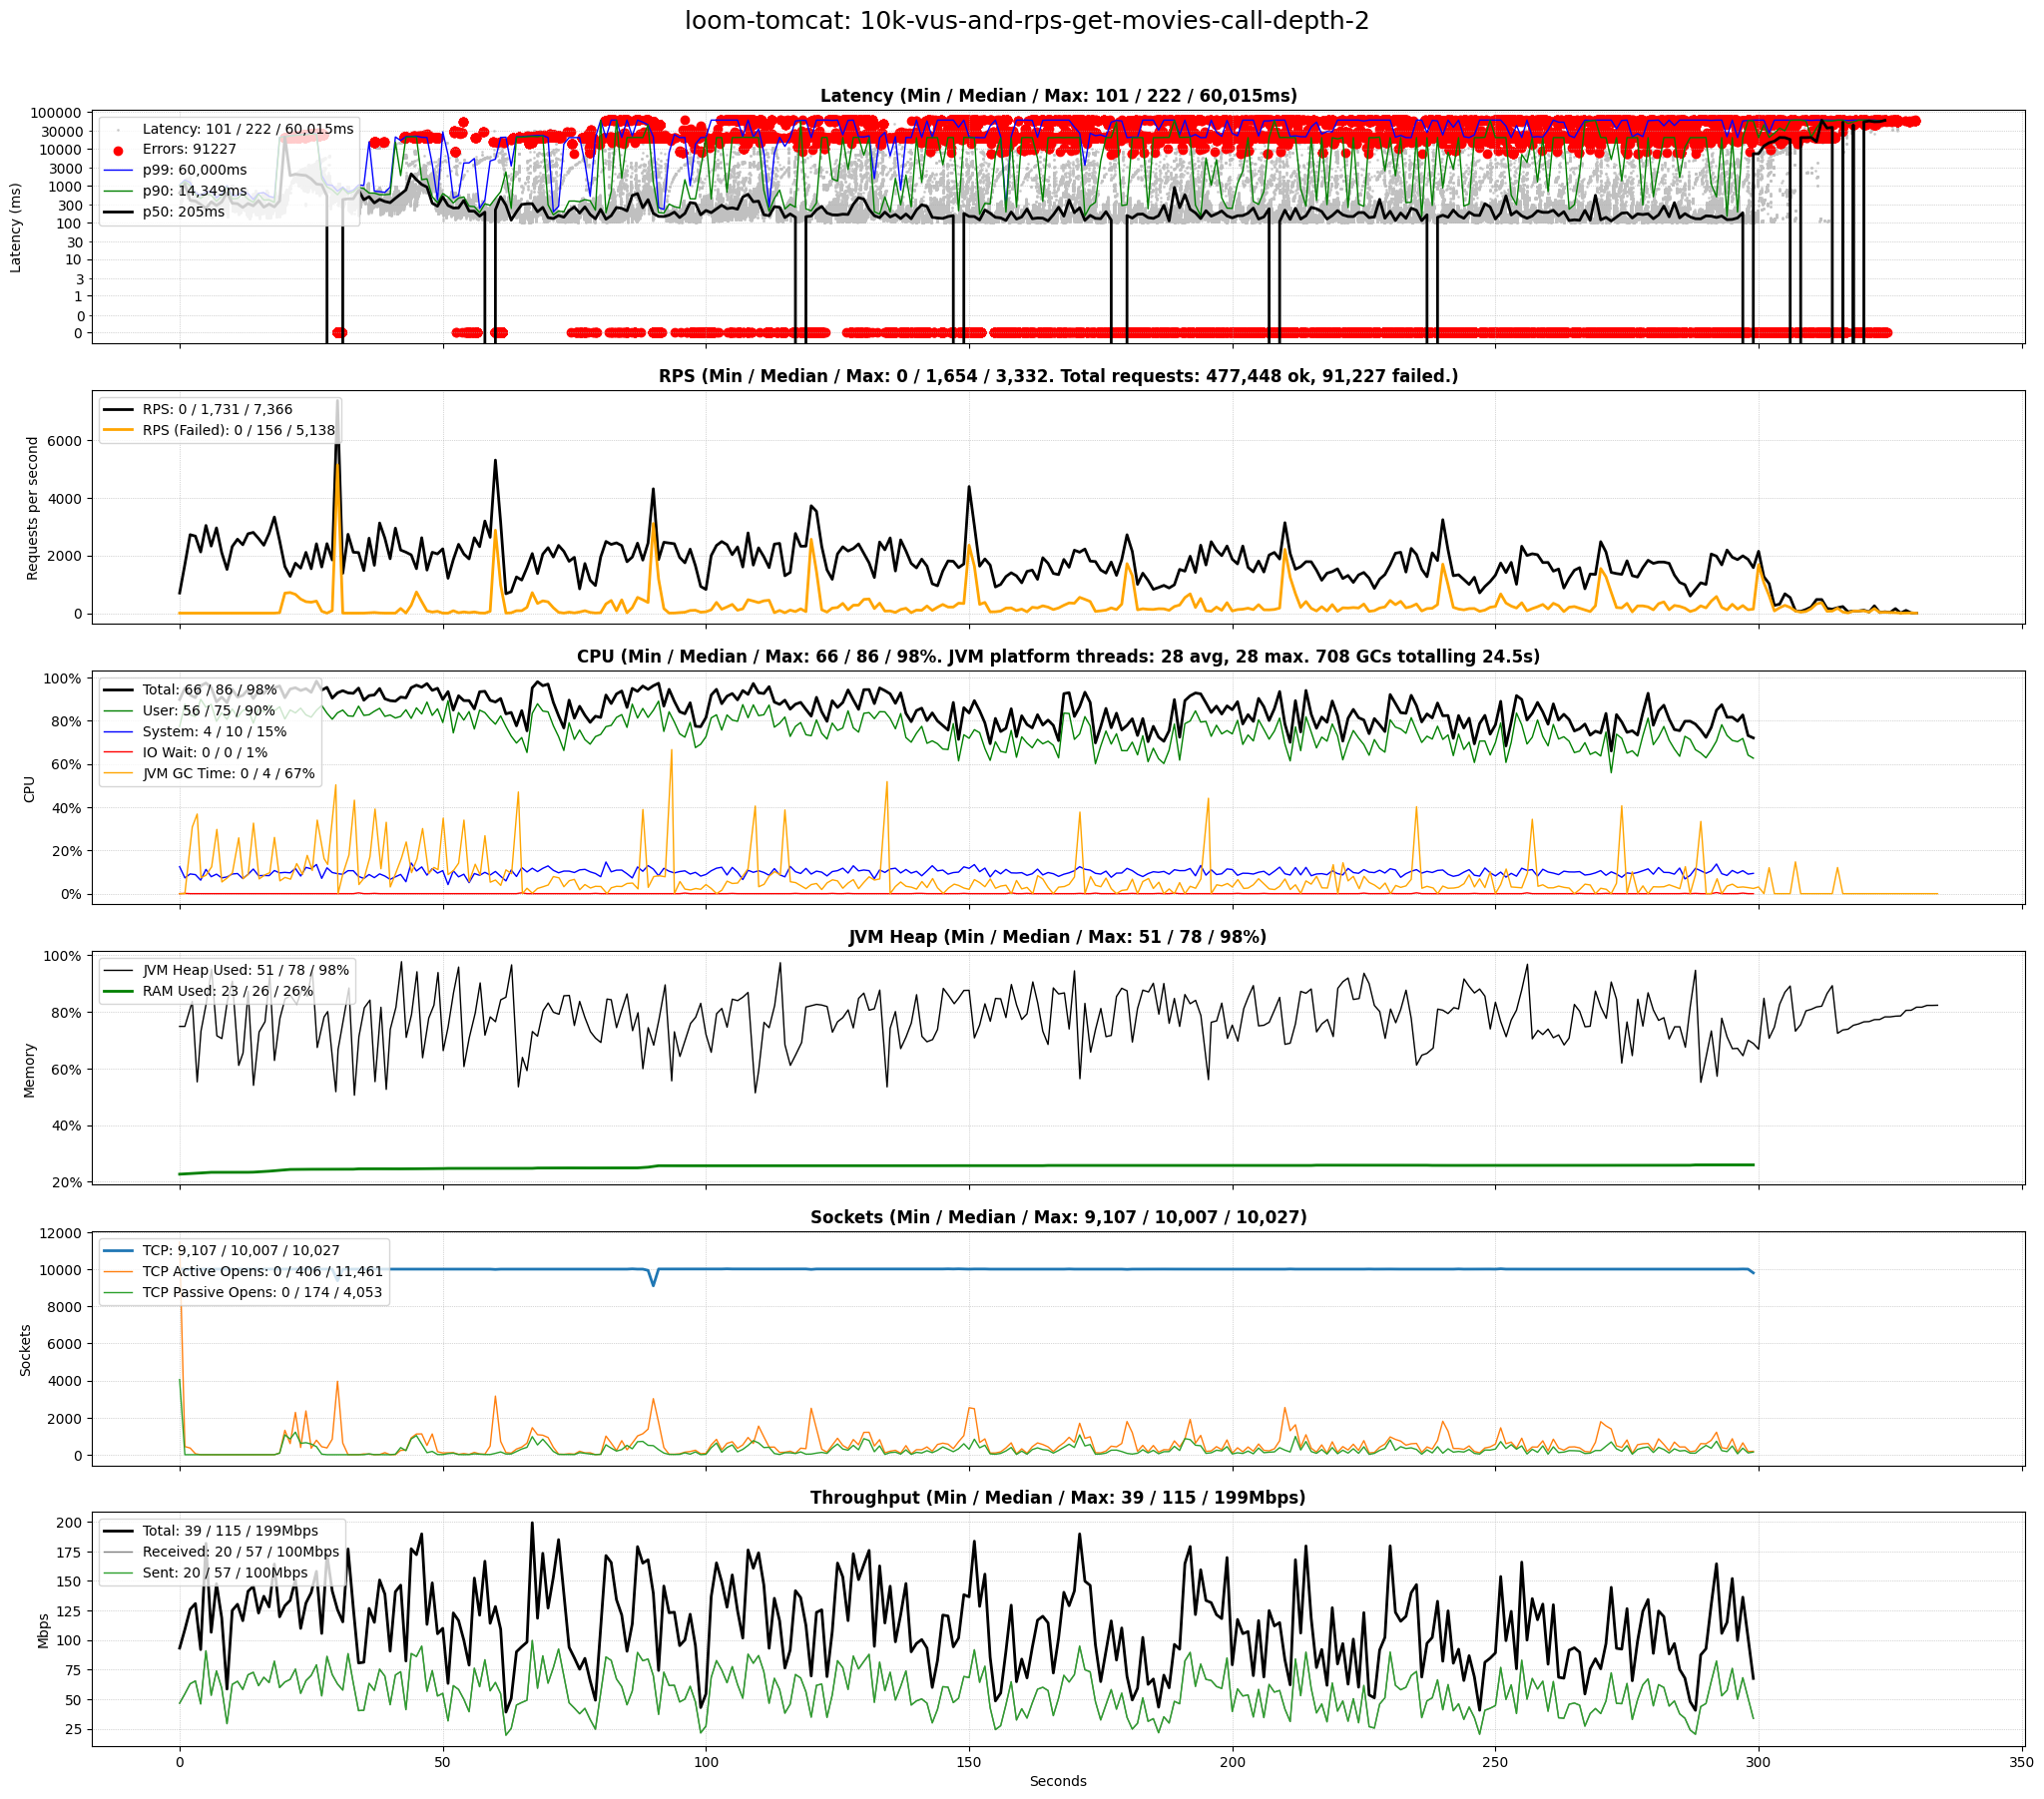 loom-tomcat: 10k-vus-and-rps-get-movies-call-depth-2
Latency (Min / Median / Max: 101 / 222 / 60,015ms)
Latency (ms)
100000
30000
10000
3000
1000
300
100
30
10
3
1
0
0
Latency: 101 / 222 / 60,015ms
Errors: 91227
p99: 60,000ms
p90: 14,349ms
p50: 205ms
RPS (Min / Median / Max: 0 / 1,654 / 3,332. Total requests: 477,448 ok, 91,227 failed.)
Requests per second
6000
4000
2000
0
RPS: 0 / 1,731 / 7,366
RPS (Failed): 0 / 156 / 5,138
CPU (Min / Median / Max: 66 / 86 / 98%. JVM platform threads: 28 avg, 28 max. 708 GCs totalling 24.5s)
CPU
100%
80%
60%
40%
20%
0%
Total: 66 / 86 / 98%
User: 56 / 75 / 90%
System: 4 / 10 / 15%
IO Wait: 0 / 0 / 1%
JVM GC Time: 0 / 4 / 67%
JVM Heap (Min / Median / Max: 51 / 78 / 98%)
Memory
100%
80%
60%
40%
20%
JVM Heap Used: 51 / 78 / 98%
RAM Used: 23 / 26 / 26%
Sockets (Min / Median / Max: 9,107 / 10,007 / 10,027)
Sockets
12000
10000
8000
6000
4000
2000
0
TCP: 9,107 / 10,007 / 10,027
TCP Active Opens: 0 / 406 / 11,461
TCP Passive Opens: 0 / 174 / 4,053
Throughput (Min / Median / Max: 39 / 115 / 199Mbps)
Mbps
200
175
150
125
100
75
50
25
Total: 39 / 115 / 199Mbps
Received: 20 / 57 / 100Mbps
Sent: 20 / 57 / 100Mbps
0
50
100
150
200
250
300
350
Seconds